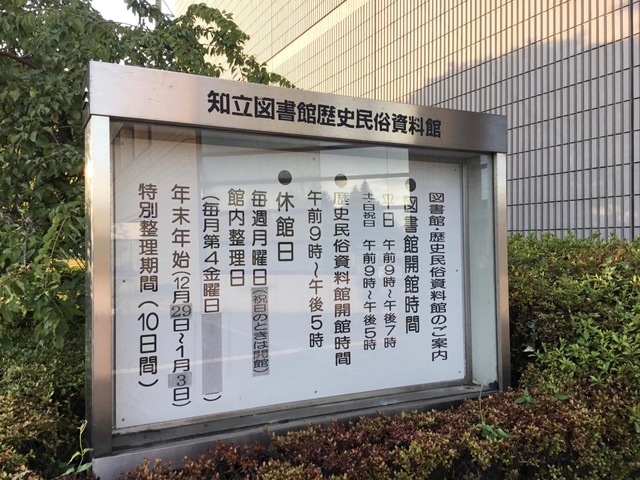 知立図書館歴史民俗資料館
図書館・歴史民俗資料館のご案内
●図書館開館時間
平日 午前9時〜午後7時
土日祝日 午前9時〜午後5時
●歴史民俗資料館開館時間
午前9時〜午後5時
●休館日
毎週月曜日(祝日のときは開館)
館内整理日
(毎月第4金曜日
年末年始(12月29日〜1月3日)
特別整理期間(10日間)